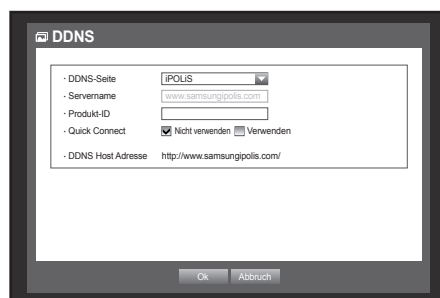 DDNS
· DDNS-Seite iPOLiS
· Servername www.samsungipolis.com
· Produkt-ID
· Quick Connect Nicht verwenden Verwenden
· DDNS Host Adresse http://www.samsungipolis.com/
Ok Abbruch